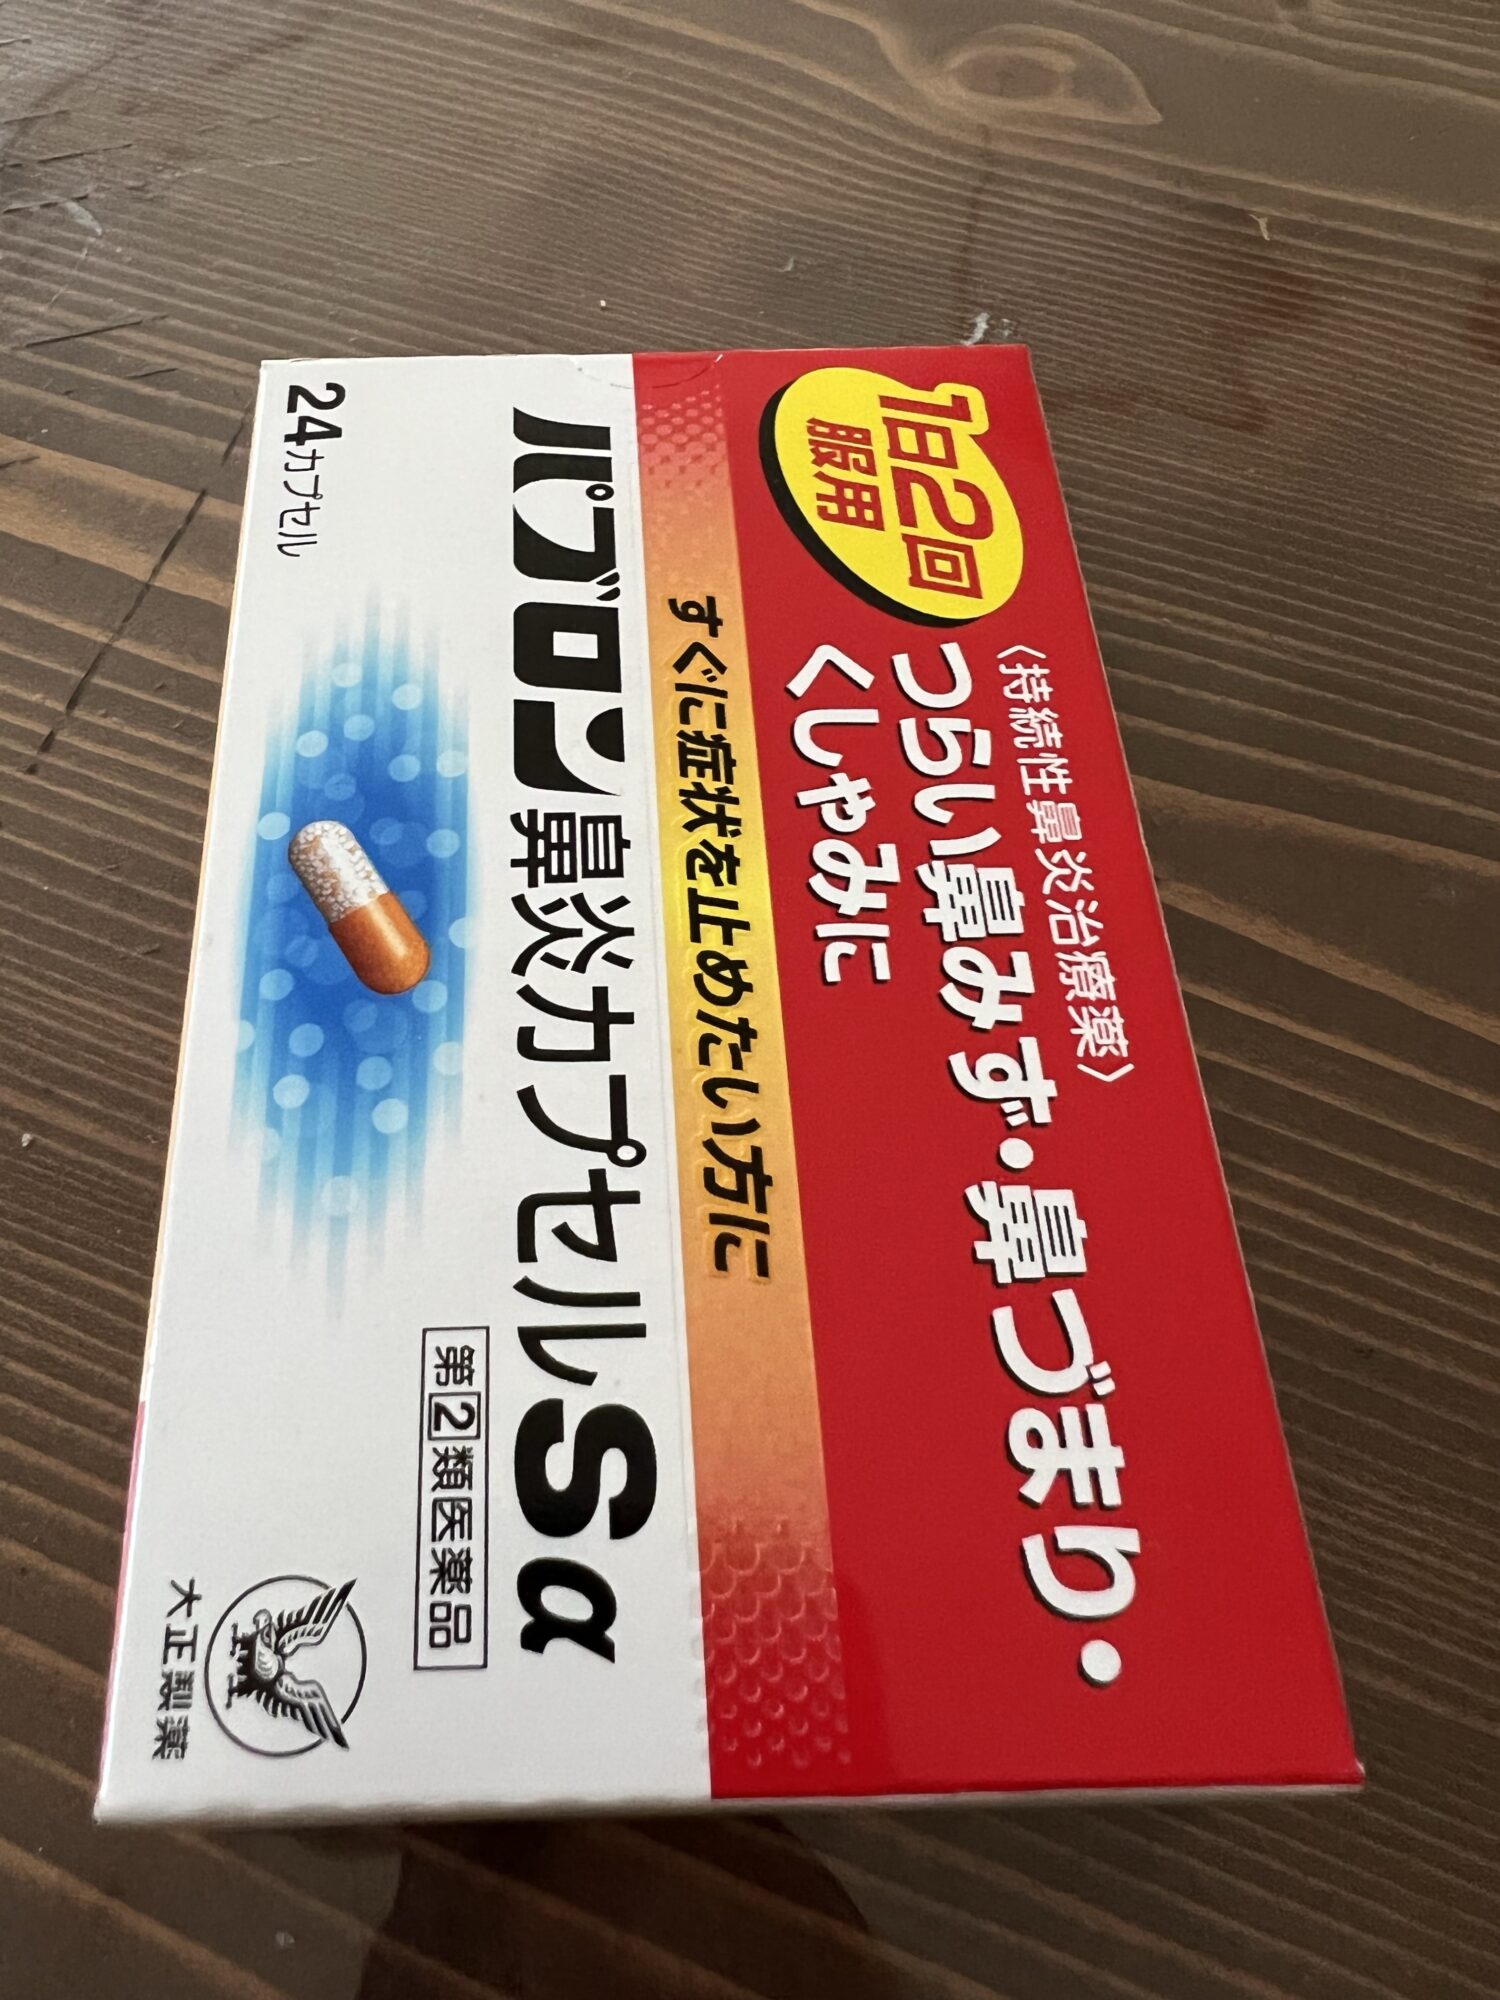 1日2回
服用
〈持続性鼻炎治療薬〉
つらい鼻みず・鼻づまり・
くしゃみに
すぐに症状を止めたい方に
パブロン鼻炎カプセルSα
第2類医薬品
24カプセル
大正製薬